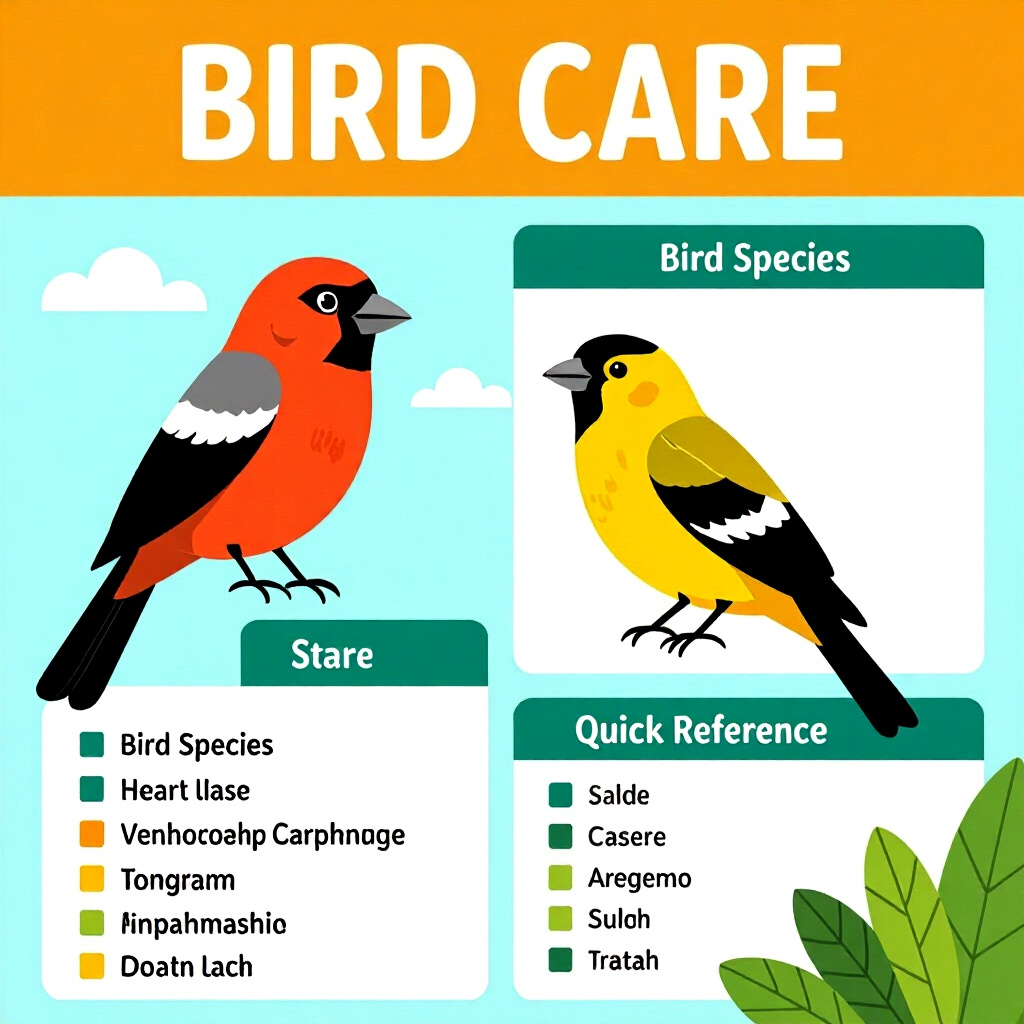 BIRD CARE
Bird Species
Stare
Bird Species
Heart llase
Venhocoahp Carphnage
Tongram
Doatn Lach
Quick Reference
Salde
Casere
Aregemo
Suloh
Tratah